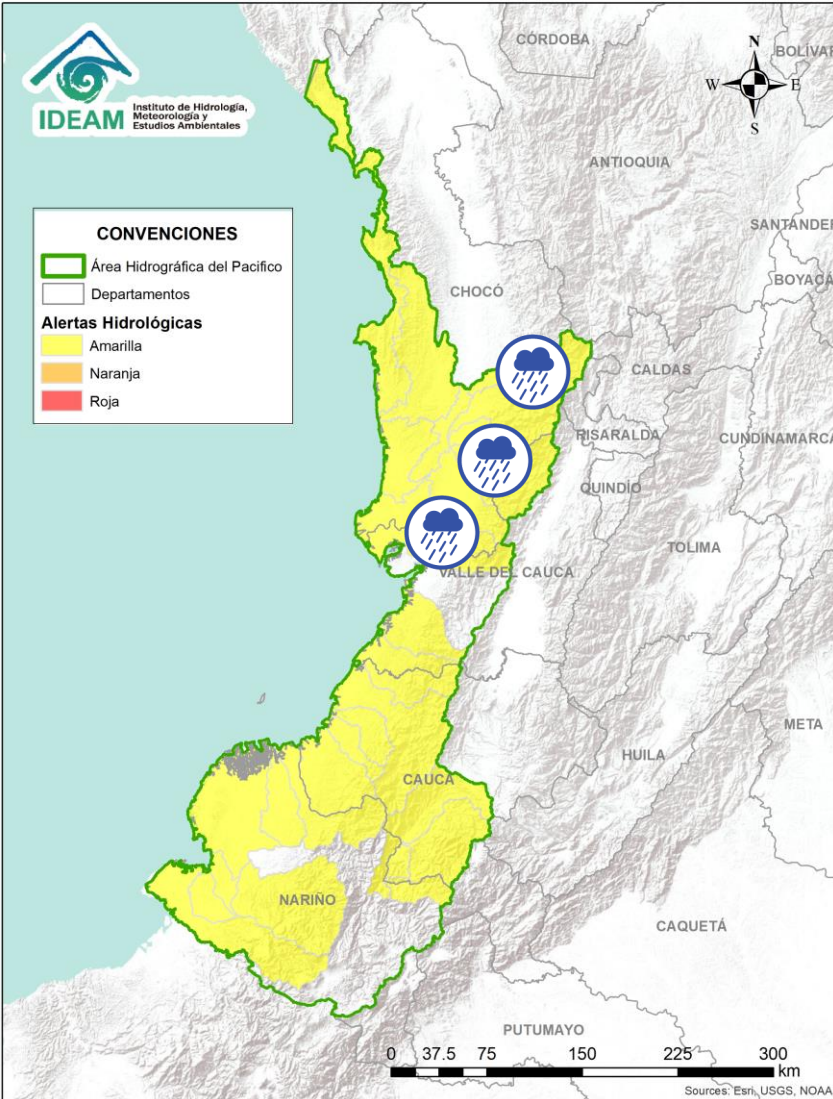 IDEAM
Instituto de Hidrología,
Meteorología y
Estudios Ambientales
N
W
E
S
CÓRDOBA
BOLÍVAR
ANTIOQUIA
SANTANDER
BOYACÁ
CHOCÓ
CONVENCIONES
Área Hidrográfica del Pacifico
Departamentos
Alertas Hidrológicas
Amarilla
Naranja
Roja
CALDAS
RISARALDA
CUNDINAMARCA
QUINDÍO
TOLIMA
VALLE DEL CAUCA
META
HUILA
CAUCA
NARIÑO
CAQUETÁ
PUTUMAYO
0 37.5 75 150 225 300
km
Sources: Esri, USGS, NOAA